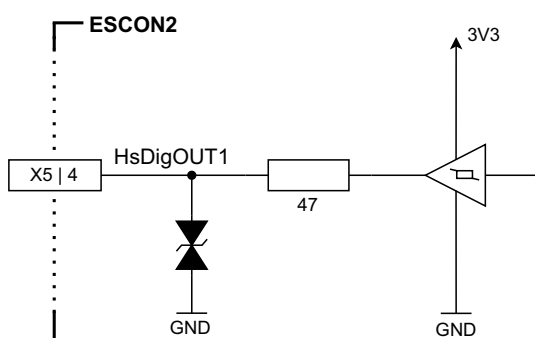 ESCON2
3V3
HsDigOUT1
X5 | 4
47
GND
GND